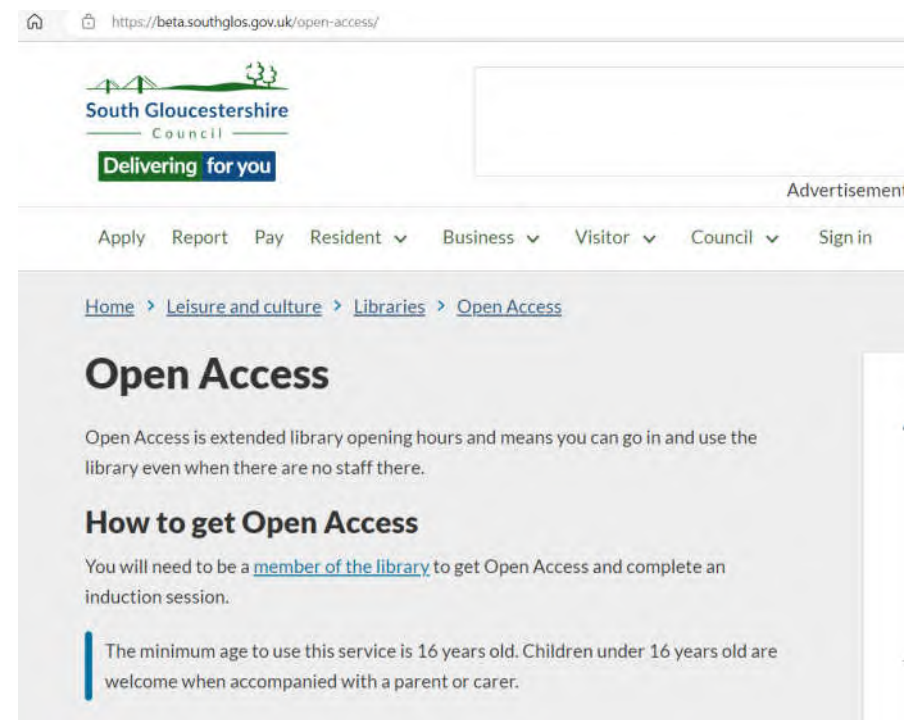 https://beta.southglos.gov.uk/open-access/
South Gloucestershire
Council
Delivering for you
Advertisement
Apply Report Pay Resident Business Visitor Council Sign in
Home > Leisure and culture > Libraries > Open Access
Open Access
Open Access is extended library opening hours and means you can go in and use the
library even when there are no staff there.
How to get Open Access
You will need to be a member of the library to get Open Access and complete an
induction session.
The minimum age to use this service is 16 years old. Children under 16 years old are
welcome when accompanied with a parent or carer.